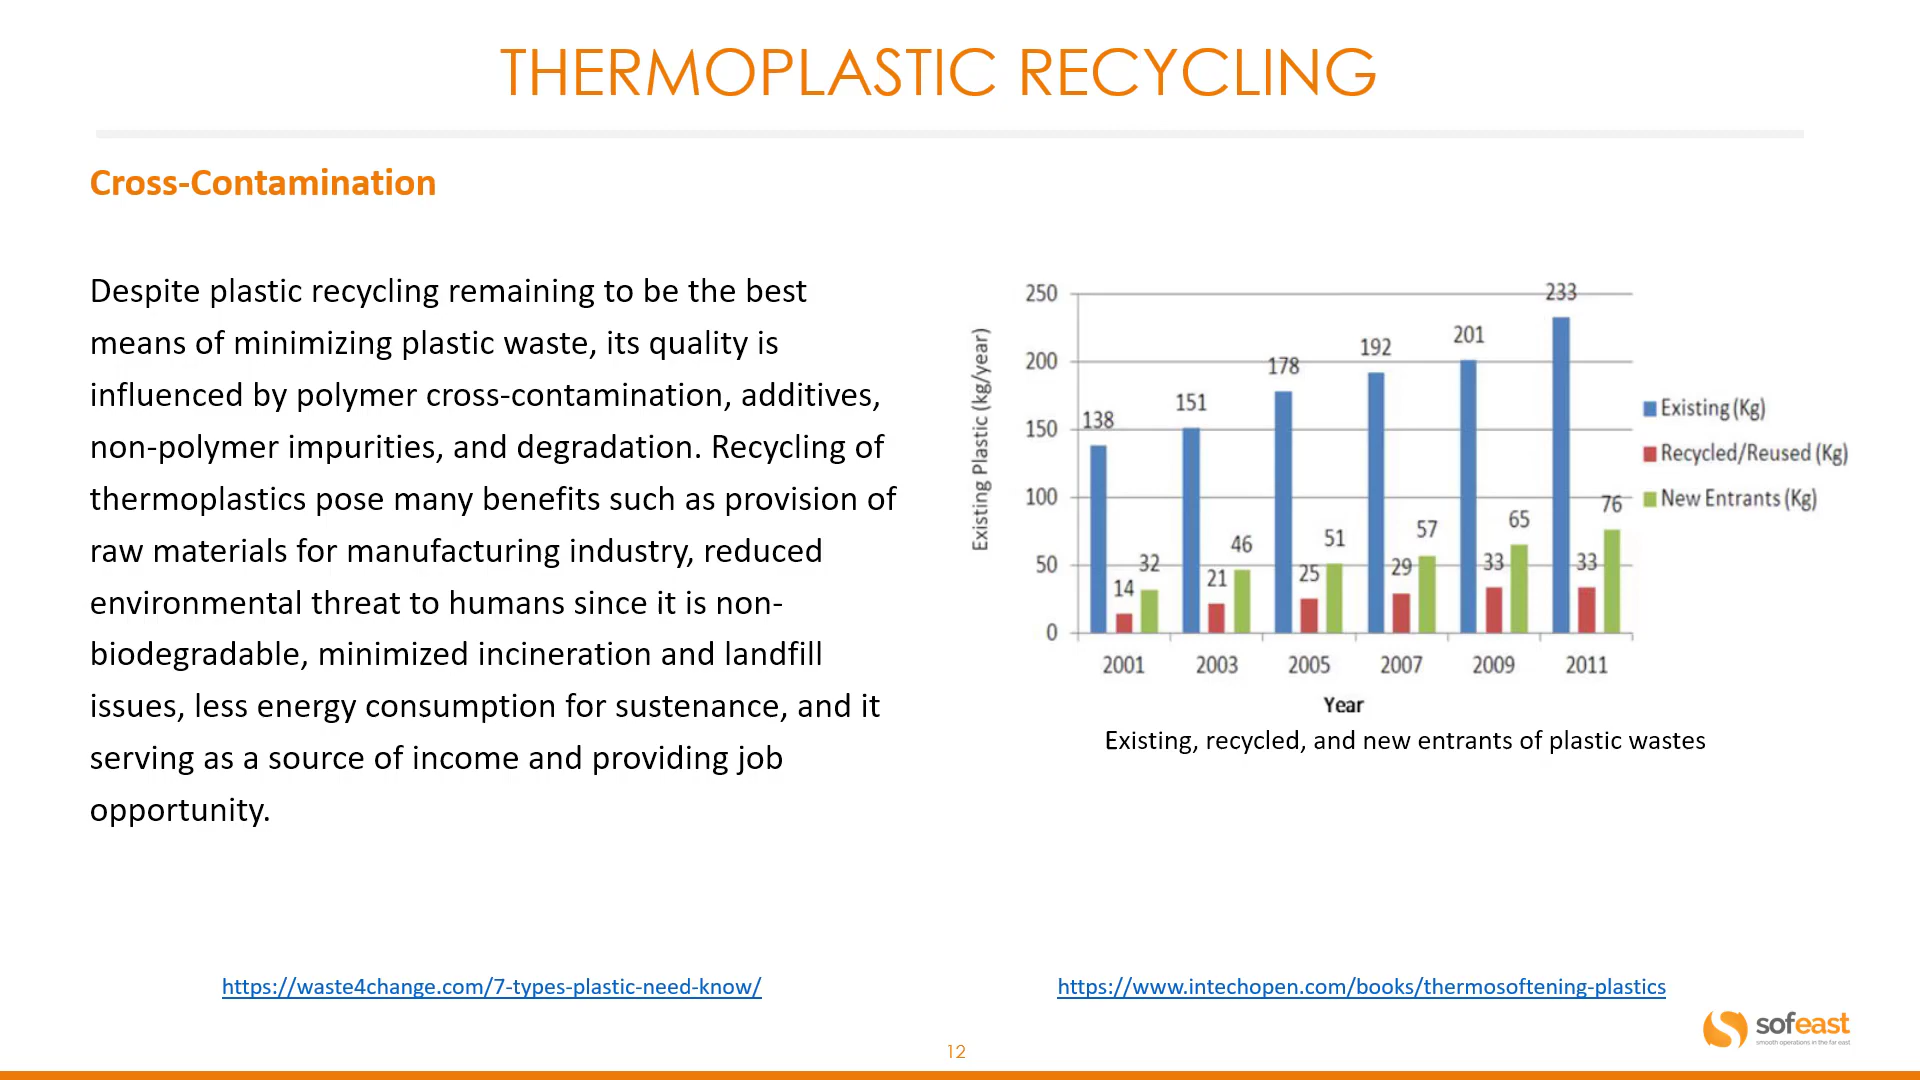 THERMOPLASTIC RECYCLING
Cross-Contamination
Despite plastic recycling remaining to be the best
means of minimizing plastic waste, its quality is
influenced by polymer cross-contamination, additives,
non-polymer impurities, and degradation. Recycling of
thermoplastics pose many benefits such as provision of
raw materials for manufacturing industry, reduced
environmental threat to humans since it is non-
biodegradable, minimized incineration and landfill
issues, less energy consumption for sustenance, and it
serving as a source of income and providing job
opportunity.
Existing Plastic (kg/year)
250
200
150
100
50
0
138
14
32
151
21
46
178
25
51
192
29
57
201
33
65
233
33
76
2001 2003 2005 2007 2009 2011
Year
Existing (Kg)
Recycled/Reused (Kg)
New Entrants (Kg)
Existing, recycled, and new entrants of plastic wastes
https://waste4change.com/7-types-plastic-need-know/
https://www.intechopen.com/books/thermosoftening-plastics
sofeast
smooth operations in the far east
12